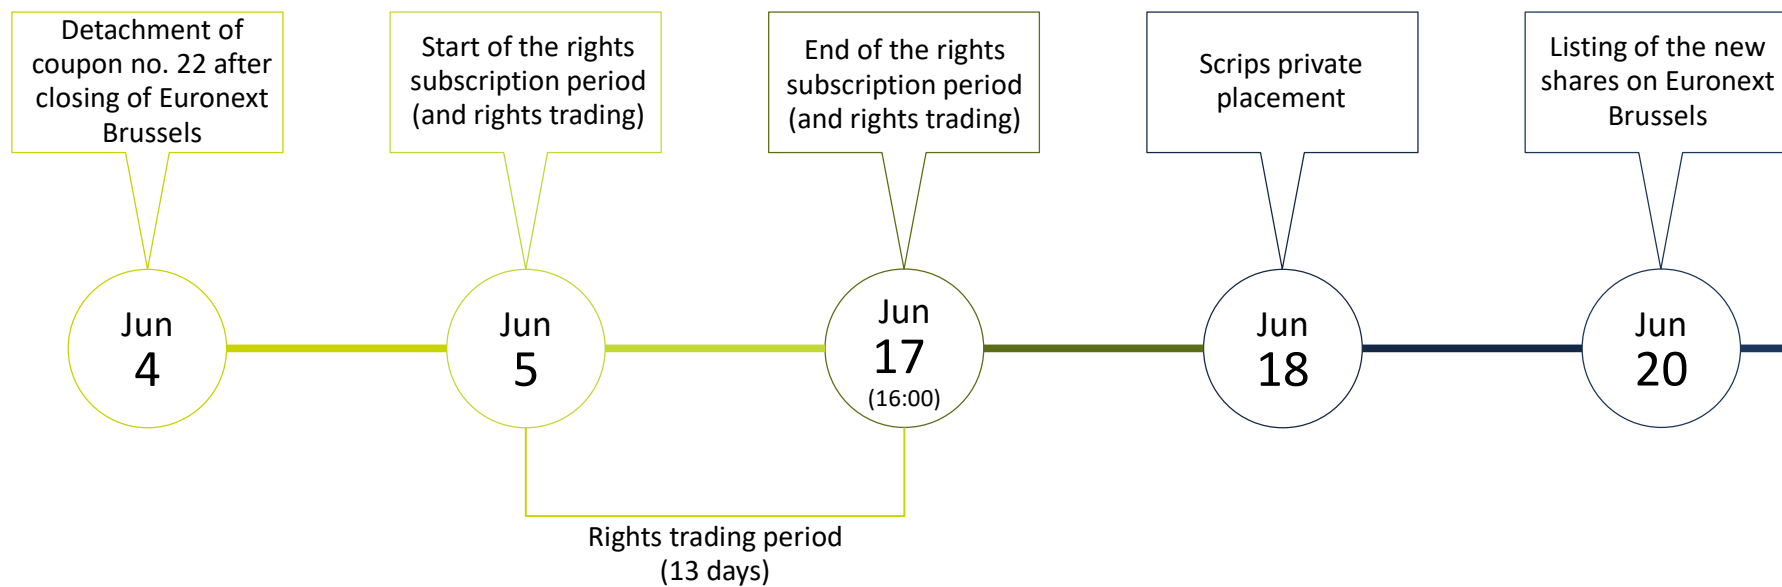 Detachment of
coupon no. 22 after
closing of Euronext
Brussels
Start of the rights
subscription period
(and rights trading)
End of the rights
subscription period
(and rights trading)
Scrips private
placement
Listing of the new
shares on Euronext
Brussels
Jun
4
Jun
5
Jun
17
(16:00)
Jun
18
Jun
20
Rights trading period
(13 days)